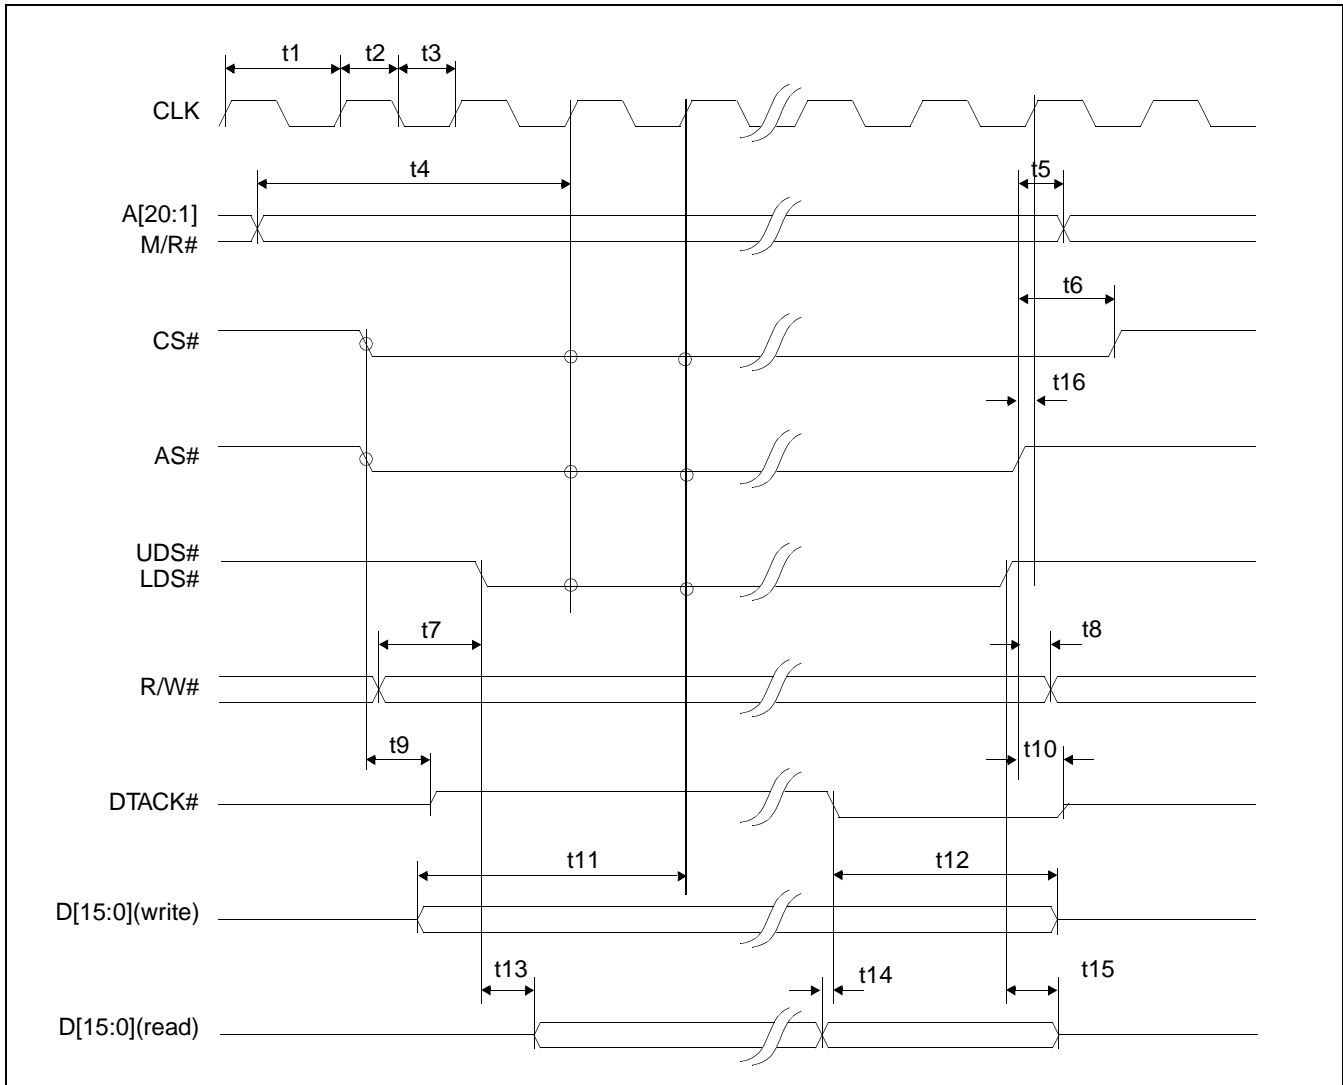 t1 t2 t3
CLK
t4 t5
A[20:1]
M/R#
t6
CS#
t16
AS#
UDS#
LDS#
t7 t8
R/W#
t9 t10
DTACK#
t11 t12
D[15:0](write)
t13 t14 t15
D[15:0](read)